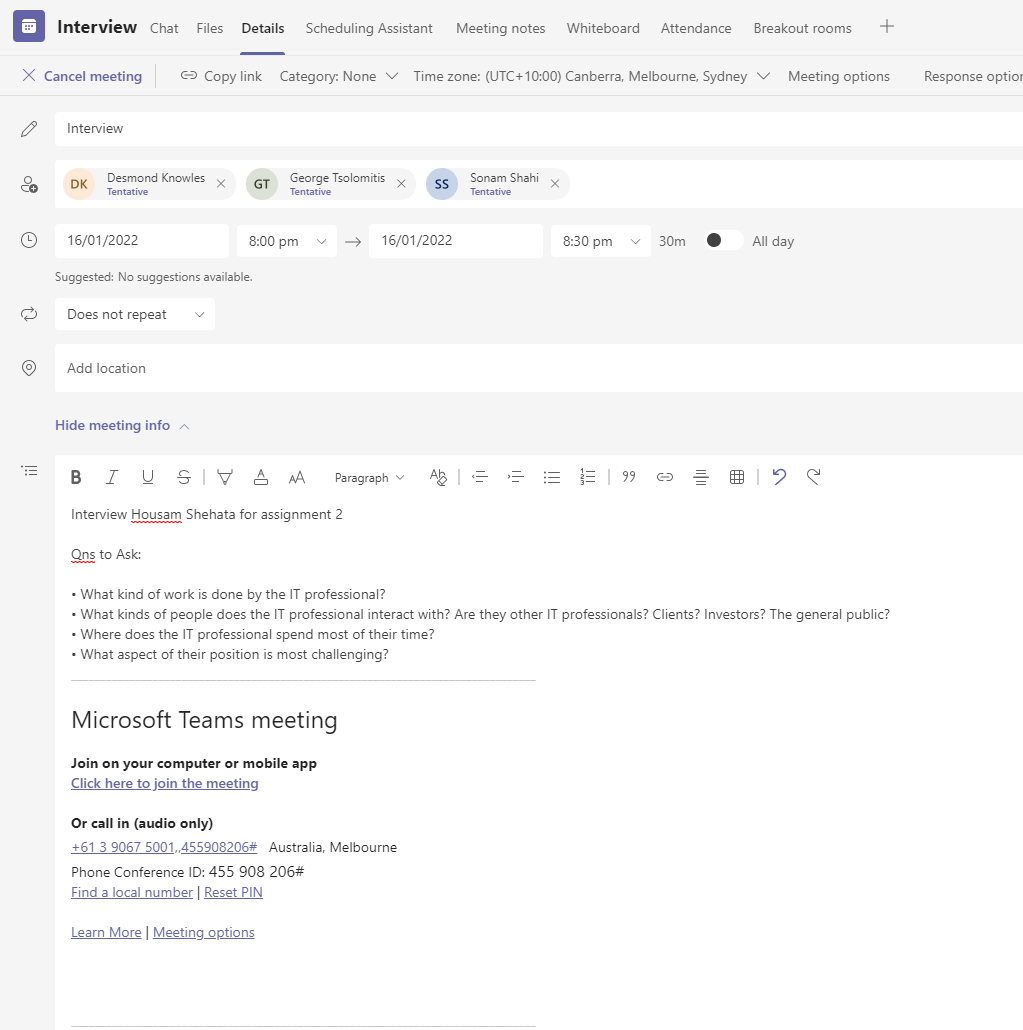 Interview Chat Files Details Scheduling Assistant Meeting notes Whiteboard Attendance Breakout rooms
Cancel meeting Copy link Category: None Time zone: (UTC+10:00) Canberra, Melbourne, Sydney Meeting options Response option
Interview
DK Desmond Knowles GT George Tsolomitis SS Sonam Shahi
Tentative Tentative Tentative
16/01/2022 8:00 pm 16/01/2022 8:30 pm 30m All day
Suggested: No suggestions available.
Does not repeat
Add location
Hide meeting info
B I U S A AA Paragraph
Interview Housam Shehata for assignment 2
Qns to Ask:
• What kind of work is done by the IT professional?
• What kinds of people does the IT professional interact with? Are they other IT professionals? Clients? Investors? The general public?
• Where does the IT professional spend most of their time?
• What aspect of their position is most challenging?
Microsoft Teams meeting
Join on your computer or mobile app
Click here to join the meeting
Or call in (audio only)
+61 3 9067 5001,,455908206# Australia, Melbourne
Phone Conference ID: 455 908 206#
Find a local number | Reset PIN
Learn More | Meeting options